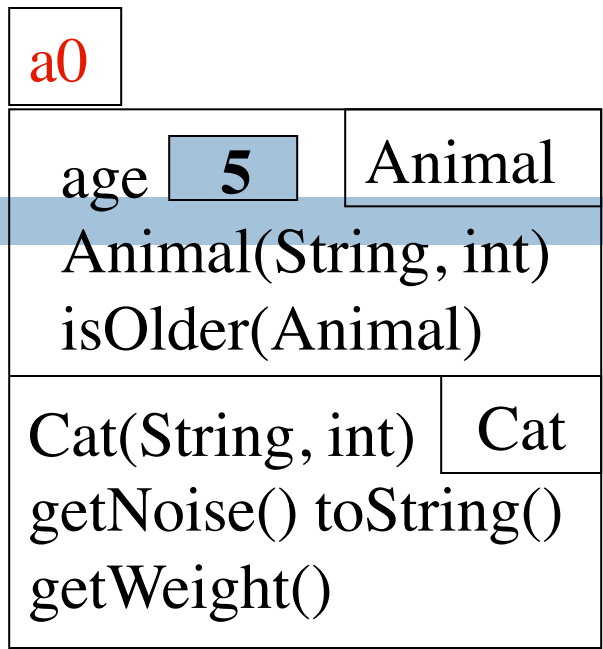 a0
age 5 Animal
Animal(String, int)
isOlder(Animal)
Cat(String, int) Cat
getNoise() toString()
getWeight()